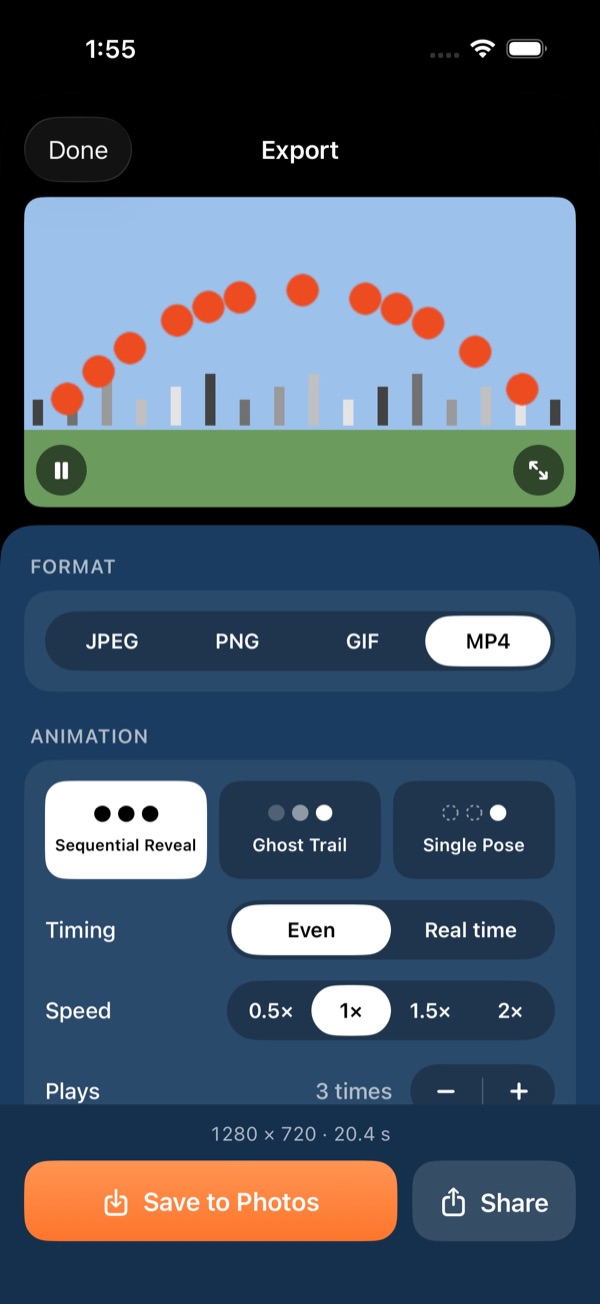 1:55
Done
Export
FORMAT
JPEG PNG GIF MP4
ANIMATION
Sequential Reveal Ghost Trail Single Pose
Timing Even Real time
Speed 0.5× 1× 1.5× 2×
Plays 3 times − +
1280 × 720 · 20.4 s
Save to Photos Share